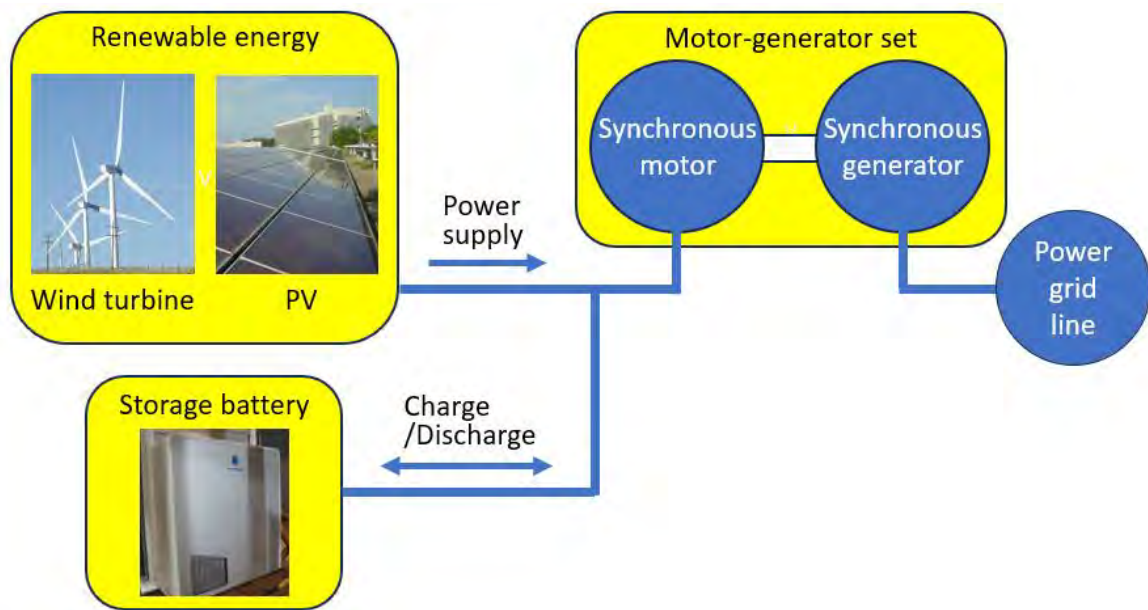 Renewable energy
Wind turbine
PV
Power
supply
Storage battery
Charge
/Discharge
Motor-generator set
Synchronous
motor
Synchronous
generator
Power
grid
line